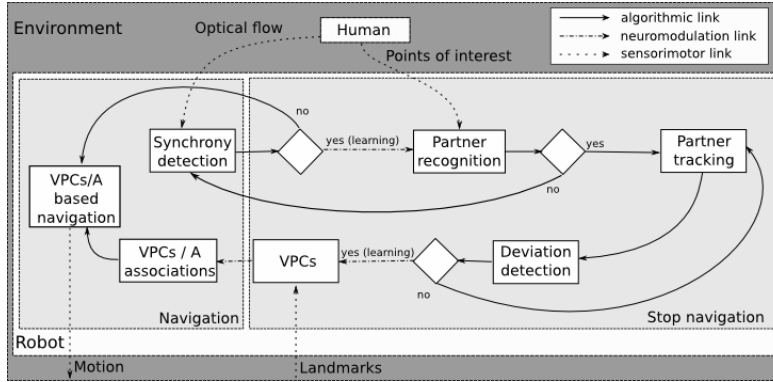 Environment
Optical flow
Human
Points of interest
algorithmic link
neuromodulation link
sensorimotor link
no
Synchrony
detection
yes (learning)
Partner
recognition
yes
no
Partner
tracking
VPCs/A
based
navigation
VPCs / A
associations
yes (learning)
VPCs
no
Deviation
detection
Navigation
Stop navigation
Robot
Motion
Landmarks